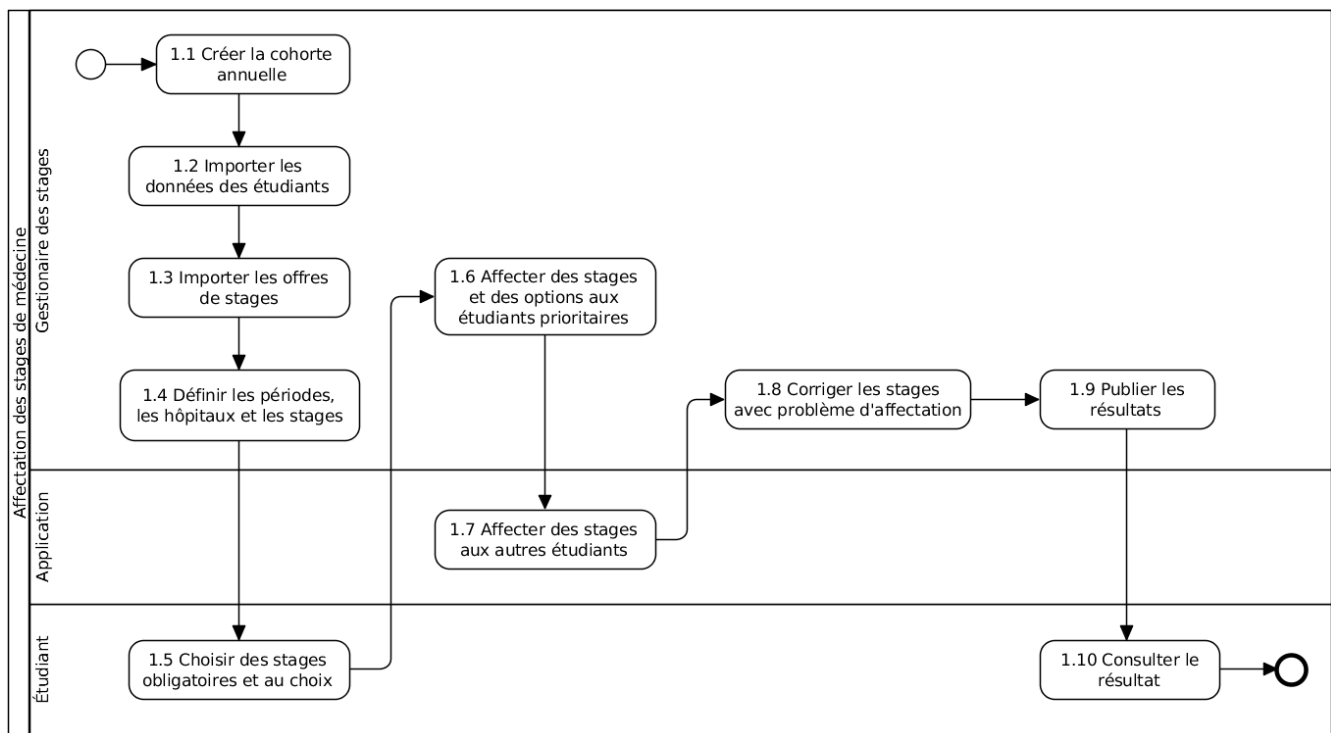 Affectation des stages de médecine
Gestionaire des stages
1.1 Créer la cohorte
annuelle
1.2 Importer les
données des étudiants
1.3 Importer les offres
de stages
1.4 Définir les périodes,
les hôpitaux et les stages
1.6 Affecter des stages
et des options aux
étudiants prioritaires
1.8 Corriger les stages
avec problème d'affectation
1.9 Publier les
résultats
Application
1.7 Affecter des stages
aux autres étudiants
Étudiant
1.5 Choisir des stages
obligatoires et au choix
1.10 Consulter le
résultat